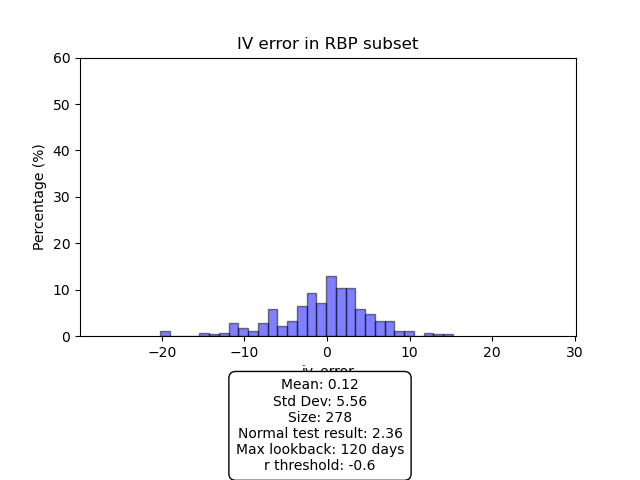 IV error in RBP subset
60
50
40
30
20
10
0
Percentage (%)
−20
−10
0
10
20
30
iv_error
Mean: 0.12
Std Dev: 5.56
Size: 278
Normal test result: 2.36
Max lookback: 120 days
r threshold: -0.6